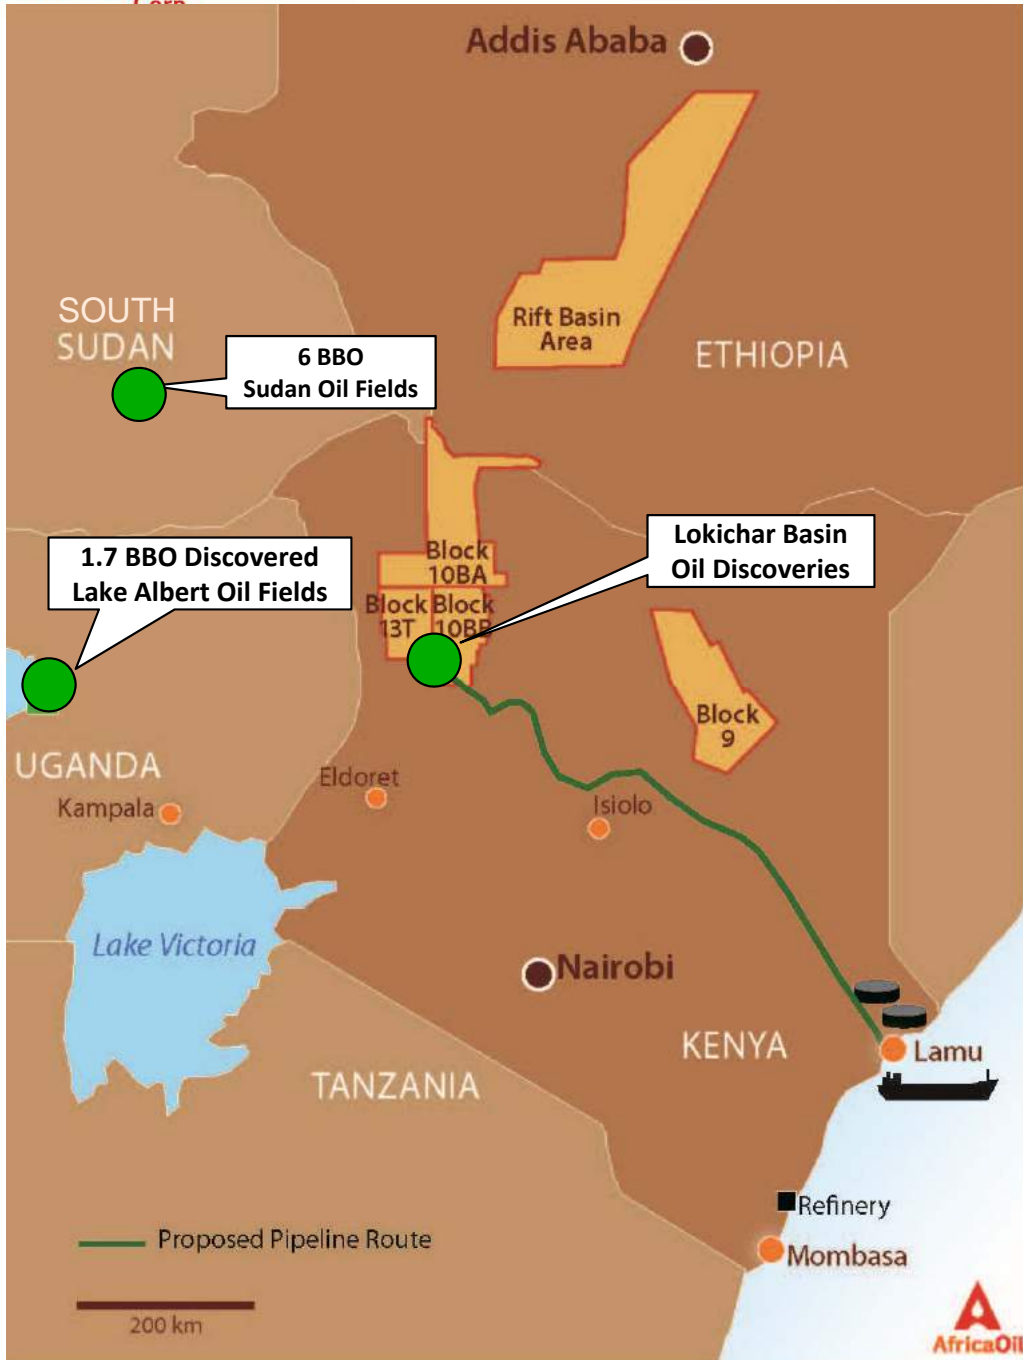 Corp
Addis Ababa
Rift Basin
Area
SOUTH
SUDAN
6 BBO
Sudan Oil Fields
ETHIOPIA
Block
10BA
Lokichar Basin
Oil Discoveries
1.7 BBO Discovered
Lake Albert Oil Fields
Block
13T
Block
10BB
Block
9
UGANDA
Kampala
Eldoret
Isiolo
Lake Victoria
Nairobi
KENYA
Lamu
TANZANIA
Refinery
Mombasa
Proposed Pipeline Route
200 km
AfricaOil